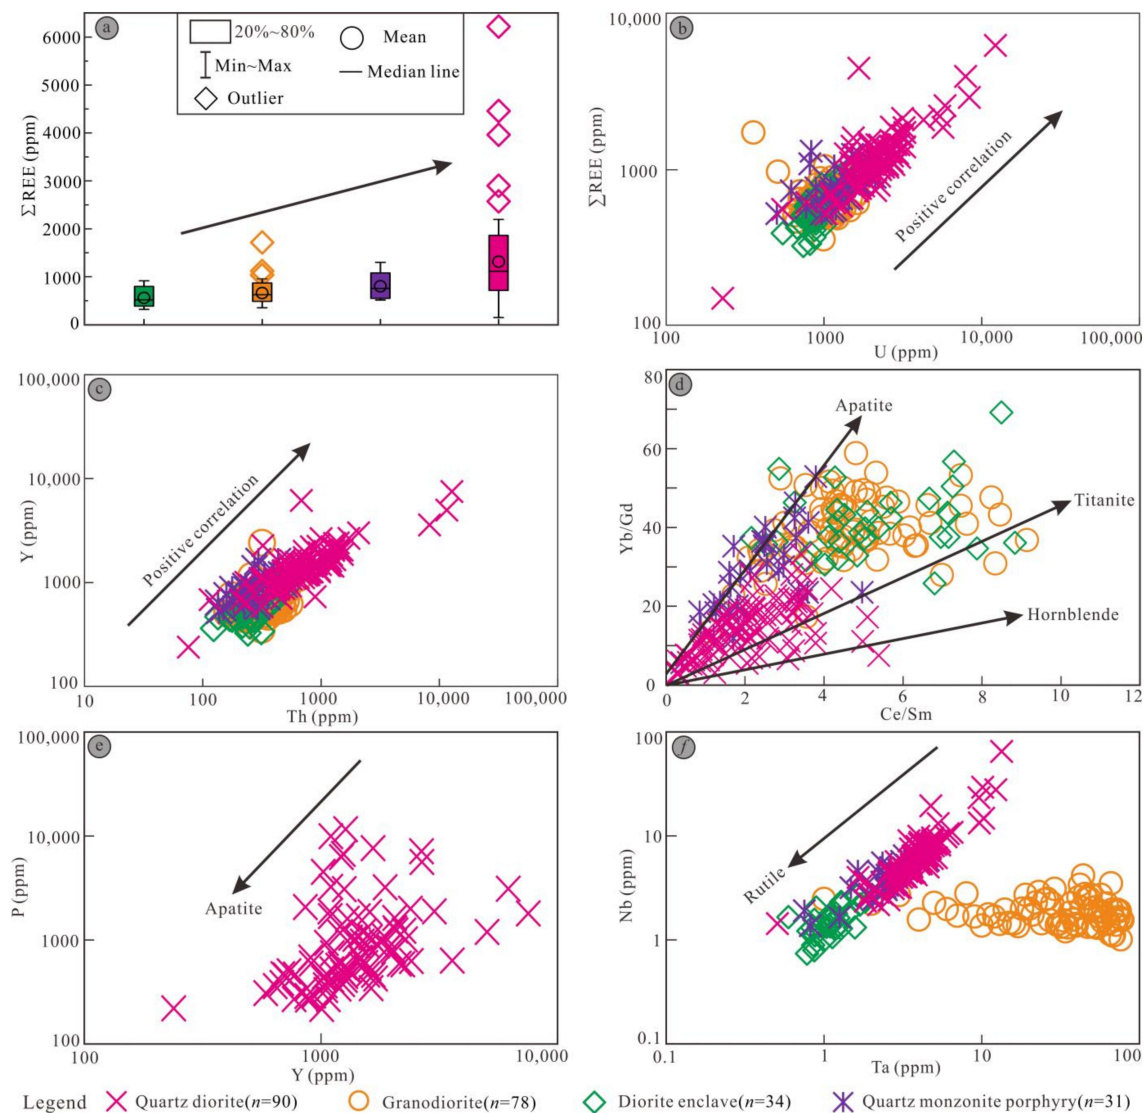 a
20%~80%
Mean
Min~Max
Median line
Outlier
∑REE (ppm)
6000
5000
4000
3000
2000
1000
0
b
∑REE (ppm)
10,000
1000
100
Positive correlation
100
1000
10,000
100,000
U (ppm)
c
Y (ppm)
100,000
10,000
1000
100
Positive correlation
10
100
1000
10,000
100,000
Th (ppm)
d
Yb/Gd
80
60
40
20
0
Apatite
Titanite
Hornblende
0
2
4
6
8
10
12
Ce/Sm
e
P (ppm)
100,000
10,000
1000
100
Apatite
100
1000
10,000
Y (ppm)
f
Nb (ppm)
100
10
1
0.1
Rutile
0.1
1
10
100
Ta (ppm)
Legend Quartz diorite(n=90) Granodiorite(n=78) Diorite enclave(n=34) Quartz monzonite porphyry(n=31)